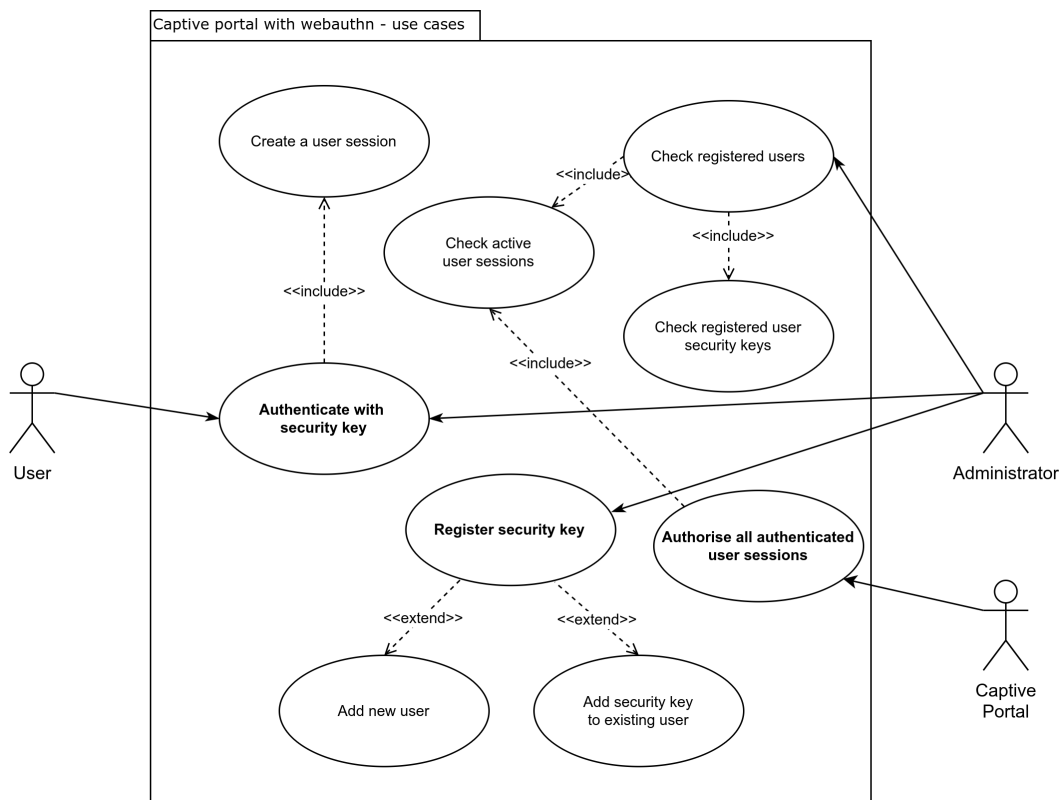 Captive portal with webauthn - use cases
Create a user session
Check registered users
<<include>
Check active
user sessions
<<include>>
<<include>>
Check registered user
security keys
<<include>>
Authenticate with
security key
User
Administrator
Register security key
Authorise all authenticated
user sessions
<<extend>>
<<extend>>
Captive
Portal
Add new user
Add security key
to existing user